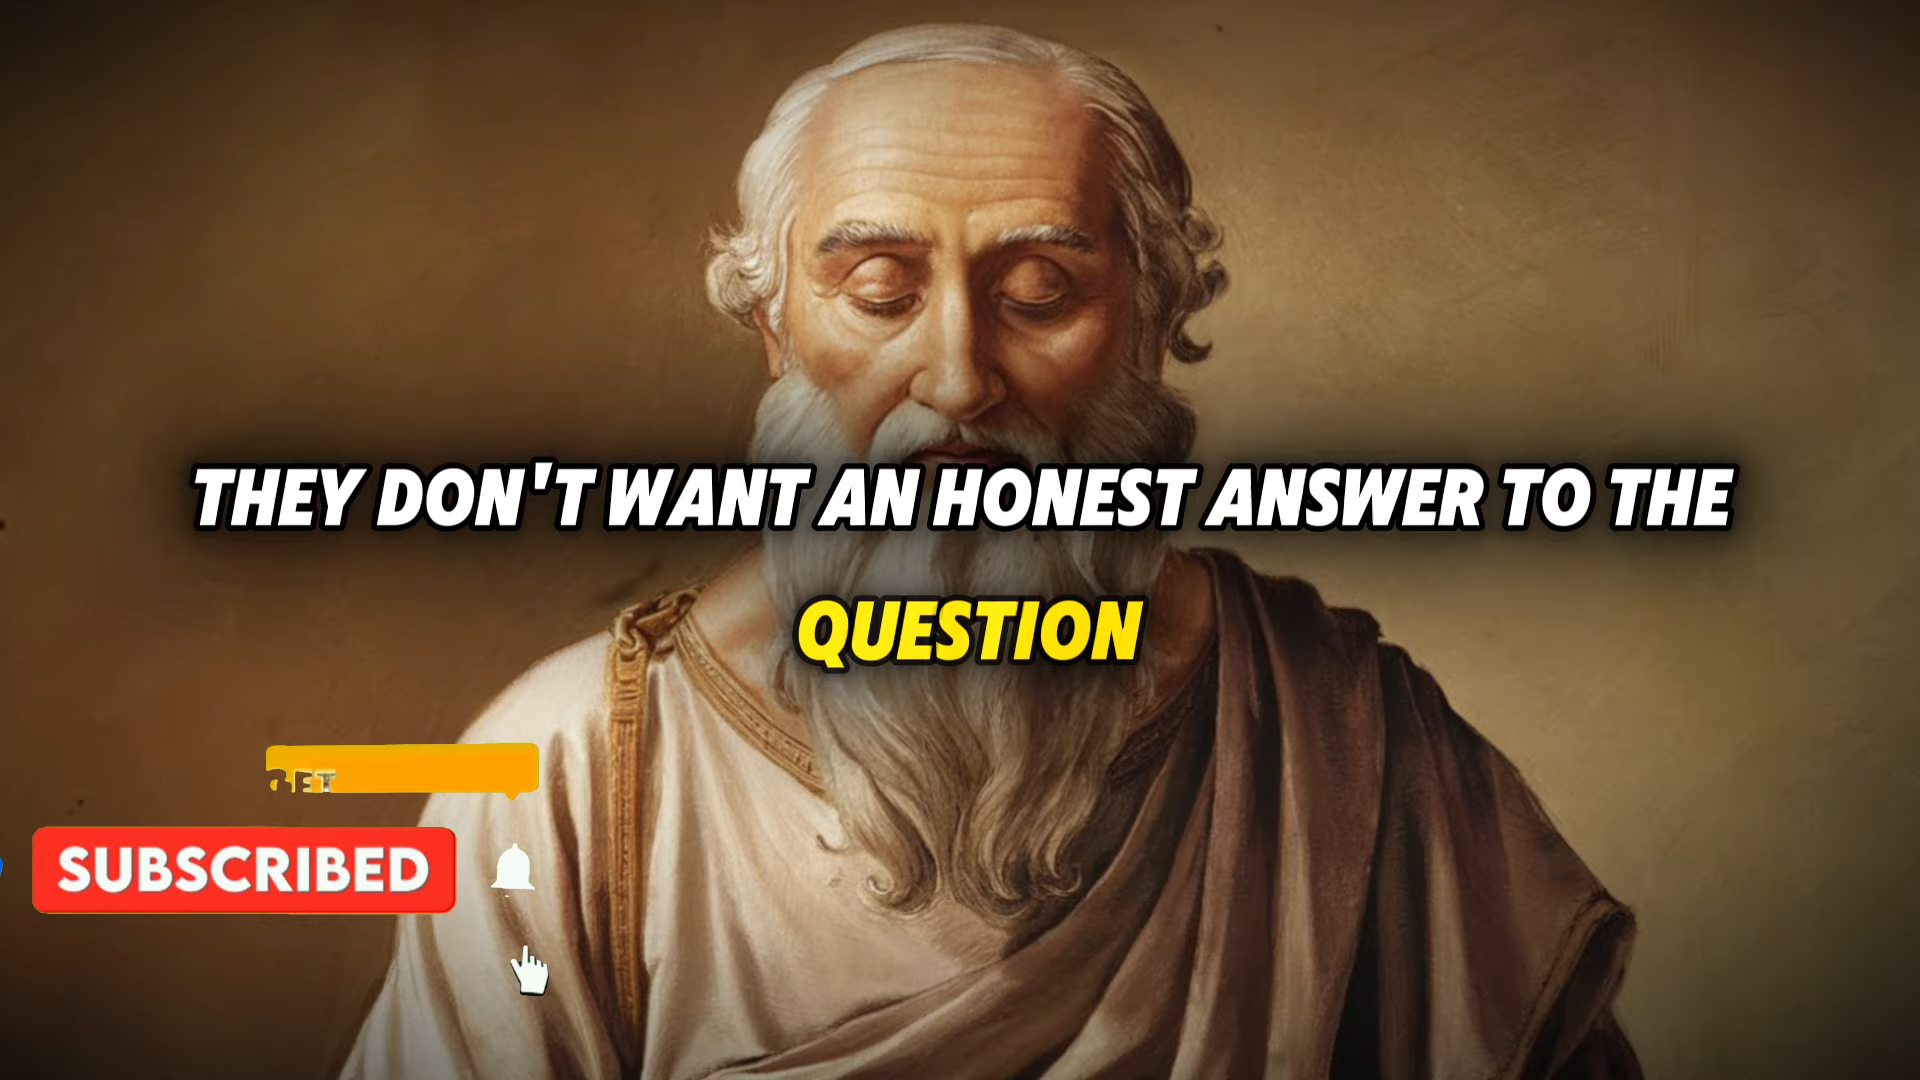 THEY DON'T WANT AN HONEST ANSWER TO THE
QUESTION
SUBSCRIBED